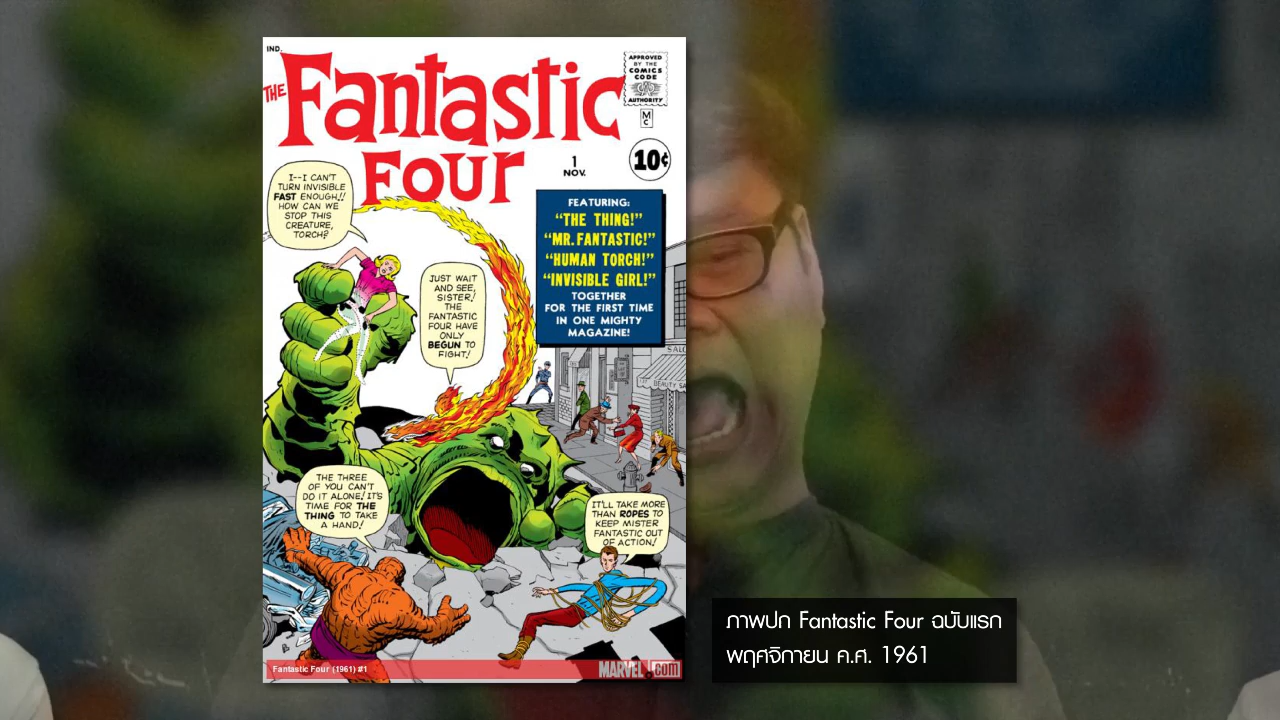 IND.
APPROVED
BY THE
COMICS
CODE
AUTHORITY
THE
Fantastic
Four
M
C
1
NOV.
10¢
I--I CAN'T
TURN INVISIBLE
FAST ENOUGH!!
HOW CAN WE
STOP THIS
CREATURE,
TORCH?
FEATURING:
"THE THING!"
"MR. FANTASTIC!"
"HUMAN TORCH!"
"INVISIBLE GIRL!"
TOGETHER
FOR THE FIRST TIME
IN ONE MIGHTY
MAGAZINE!
JUST WAIT
AND SEE,
SISTER!
THE
FANTASTIC
FOUR HAVE
ONLY
BEGUN TO
FIGHT!
BEAUTY SA
THE THREE
OF YOU CAN'T
DO IT ALONE! IT'S
TIME FOR THE
THING TO TAKE
A HAND!
IT'LL TAKE MORE
THAN ROPES TO
KEEP MISTER
FANTASTIC OUT
OF ACTION!
Fantastic Four (1961) #1
MARVEL.com
ภาพปก Fantastic Four ฉบับแรก
พฤศจิกายน ค.ศ. 1961